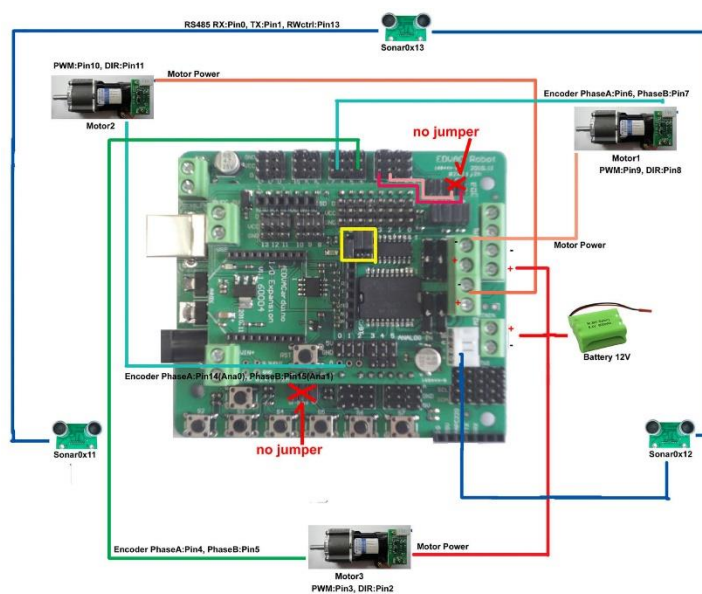 RS485 RX:Pin0, TX:Pin1, RWctrl:Pin13
Sonar0x13
PWM:Pin10, DIR:Pin11
Motor Power
Encoder PhaseA:Pin6, PhaseB:Pin7
Motor2
no jumper
Motor1
PWM:Pin9, DIR:Pin8
Motor Power
I/O Expansion
RST
Battery 12V
Encoder PhaseA:Pin14(Ana0), PhaseB:Pin15(Ana1)
Sonar0x11
no jumper
Sonar0x12
Encoder PhaseA:Pin4, PhaseB:Pin5
Motor Power
Motor3
PWM:Pin3, DIR:Pin2